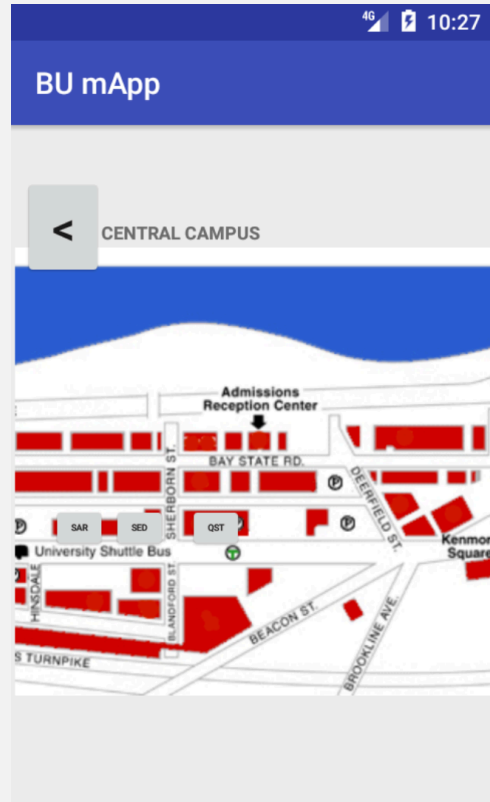 4G 10:27
BU mApp
< CENTRAL CAMPUS
Admissions
Reception Center
BAY STATE RD.
SHERBORN ST.
DEERFIELD ST.
P
P
P
SAR SED QST
University Shuttle Bus
T
Kenmor
Square
HINSDALE
BLANDFORD ST.
BEACON ST.
BROOKLINE AVE.
S TURNPIKE